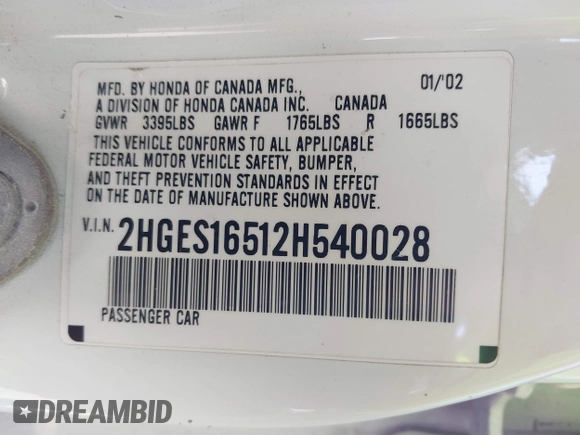 MFD. BY HONDA OF CANADA MFG., 01/'02
A DIVISION OF HONDA CANADA INC. CANADA
GVWR 3395LBS GAWR F 1765LBS R 1665LBS
THIS VEHICLE CONFORMS TO ALL APPLICABLE
FEDERAL MOTOR VEHICLE SAFETY, BUMPER,
AND THEFT PREVENTION STANDARDS IN EFFECT
ON THE DATE OF MANUFACTURE SHOWN ABOVE.
V.I.N. 2HGES16512H540028
PASSENGER CAR
DREAMBID